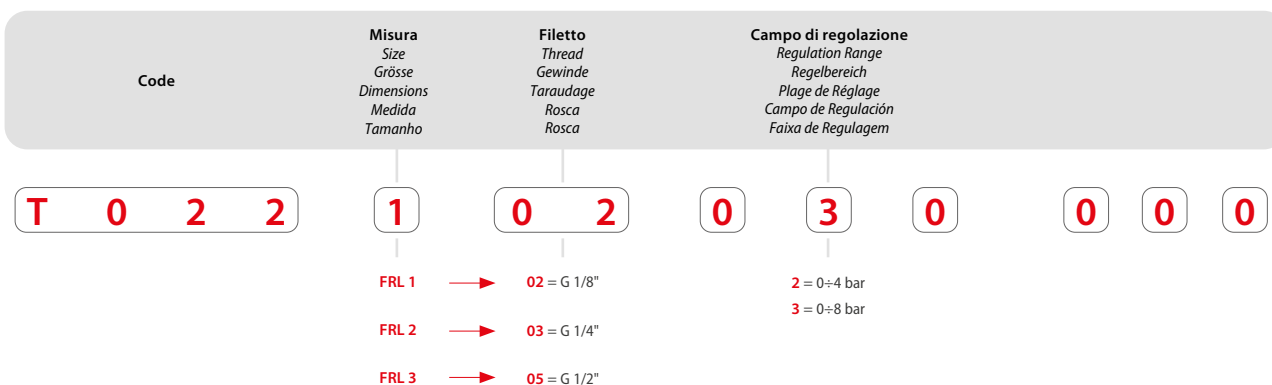 Code
Misura
Size
Grösse
Dimensions
Medida
Tamanho
Filetto
Thread
Gewinde
Taraudage
Rosca
Rosca
Campo di regolazione
Regulation Range
Regelbereich
Plage de Réglage
Campo de Regulación
Faixa de Regulagem
T 0 2 2 1 0 2 0 3 0 0 0 0
FRL 1 02 = G 1/8"
FRL 2 03 = G 1/4"
FRL 3 05 = G 1/2"
2 = 0÷4 bar
3 = 0÷8 bar